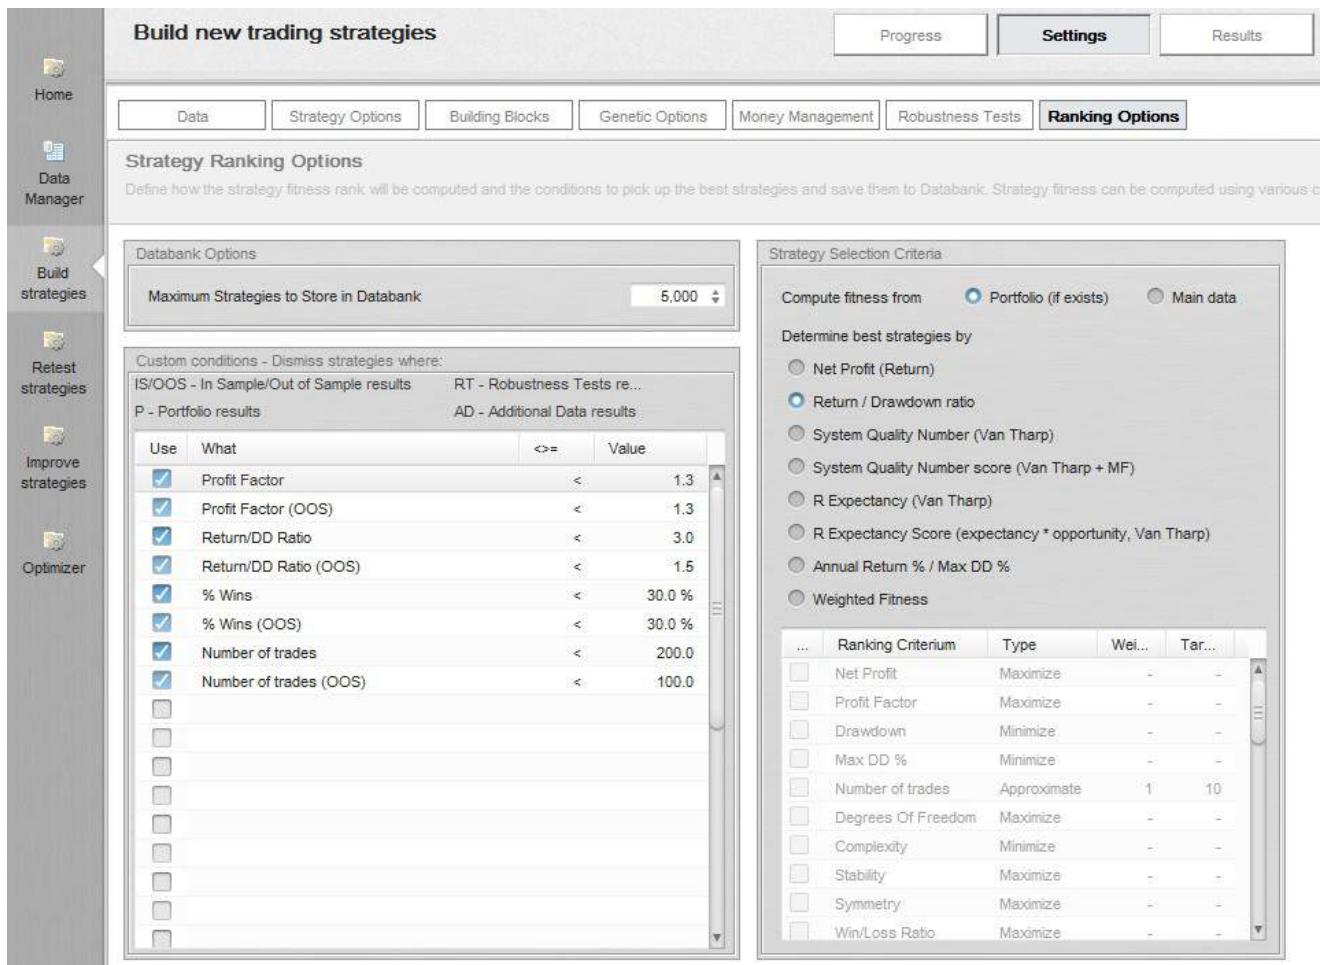 Build new trading strategies
Progress
Settings
Results
Home
Data
Manager
Build
strategies
Retest
strategies
Improve
strategies
Optimizer
Data
Strategy Options
Building Blocks
Genetic Options
Money Management
Robustness Tests
Ranking Options
Strategy Ranking Options
Define how the strategy fitness rank will be computed and the conditions to pick up the best strategies and save them to Databank. Strategy fitness can be computed using various c
Databank Options
Maximum Strategies to Store in Databank 5,000
Custom conditions - Dismiss strategies where:
IS/OOS - In Sample/Out of Sample results RT - Robustness Tests re...
P - Portfolio results AD - Additional Data results
Use What <>= Value
Profit Factor < 1.3
Profit Factor (OOS) < 1.3
Return/DD Ratio < 3.0
Return/DD Ratio (OOS) < 1.5
% Wins < 30.0 %
% Wins (OOS) < 30.0 %
Number of trades < 200.0
Number of trades (OOS) < 100.0
Strategy Selection Criteria
Compute fitness from Portfolio (if exists) Main data
Determine best strategies by
Net Profit (Return)
Return / Drawdown ratio
System Quality Number (Van Tharp)
System Quality Number score (Van Tharp + MF)
R Expectancy (Van Tharp)
R Expectancy Score (expectancy * opportunity, Van Tharp)
Annual Return % / Max DD %
Weighted Fitness
... Ranking Criterium Type Wei... Tar...
Net Profit Maximize - -
Profit Factor Maximize - -
Drawdown Minimize - -
Max DD % Minimize - -
Number of trades Approximate 1 10
Degrees Of Freedom Maximize - -
Complexity Minimize - -
Stability Maximize - -
Symmetry Maximize - -
Win/Loss Ratio Maximize - -